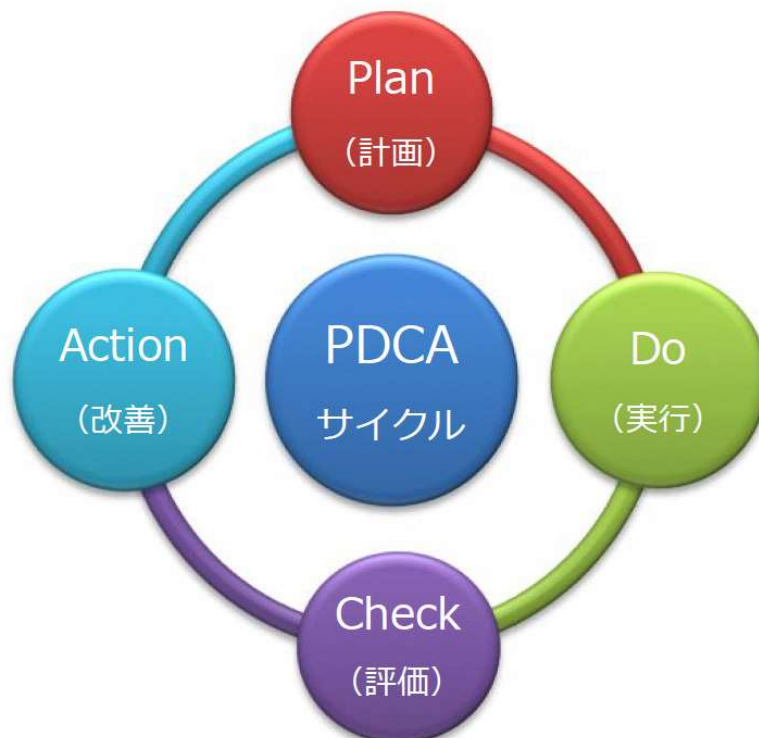 Plan
（計画）
Action
（改善）
PDCA
サイクル
Do
（実行）
Check
（評価）